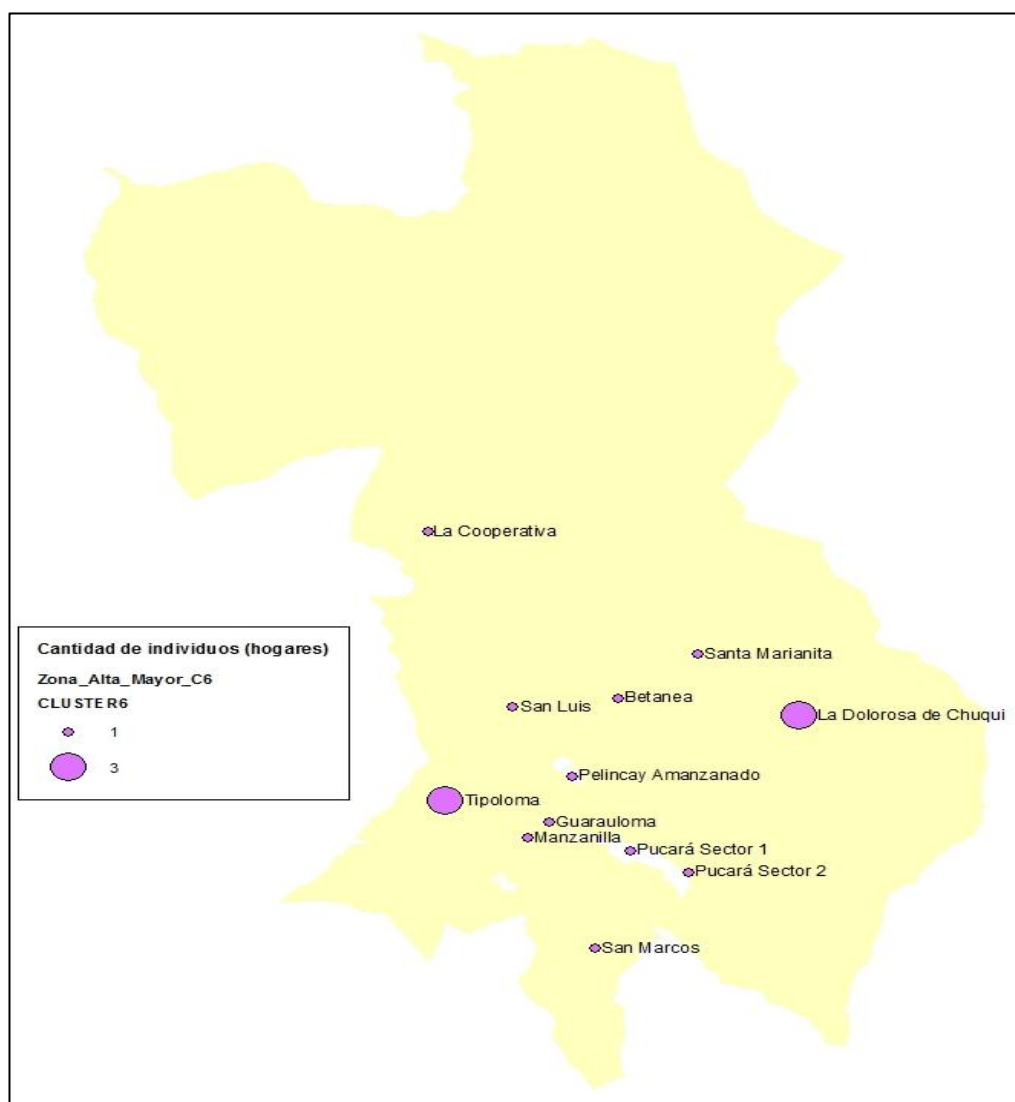 La Cooperativa
Cantidad de individuos (hogares)
Zona_Alta_Mayor_C6
CLUSTER6
1
3
Santa Marianita
Betanea
San Luis
La Dolorosa de Chuqui
Pelincay Amanzanado
Tipoloma
Guarauloma
Manzanilla
Pucará Sector 1
Pucará Sector 2
San Marcos